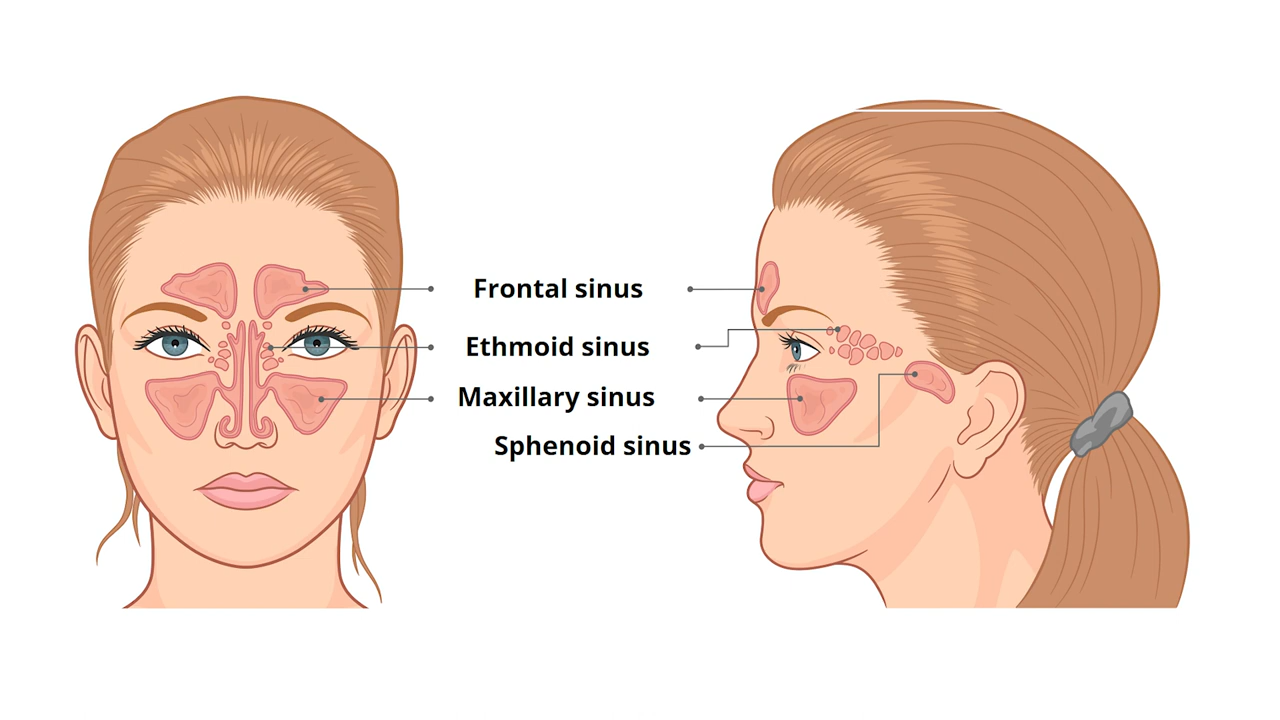 Frontal sinus
Ethmoid sinus
Maxillary sinus
Sphenoid sinus